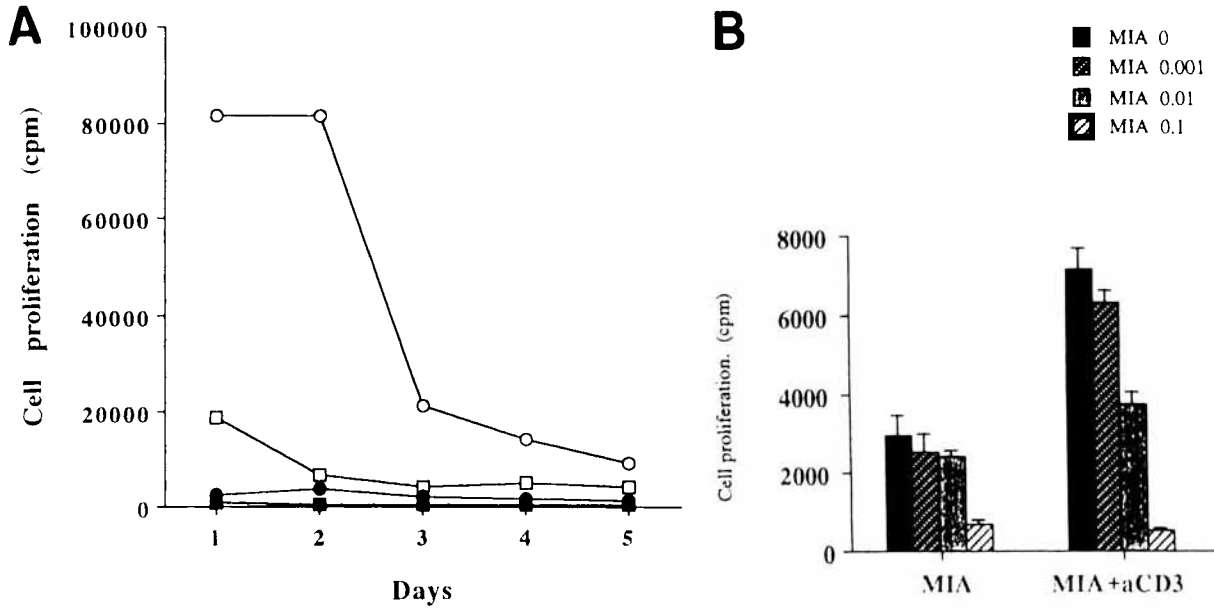 A
Cell proliferation (cpm)
100000
80000
60000
40000
20000
0
1 2 3 4 5
Days
B
MIA 0
MIA 0.001
MIA 0.01
MIA 0.1
Cell proliferation. (cpm)
8000
6000
4000
2000
0
MIA MIA+aCD3